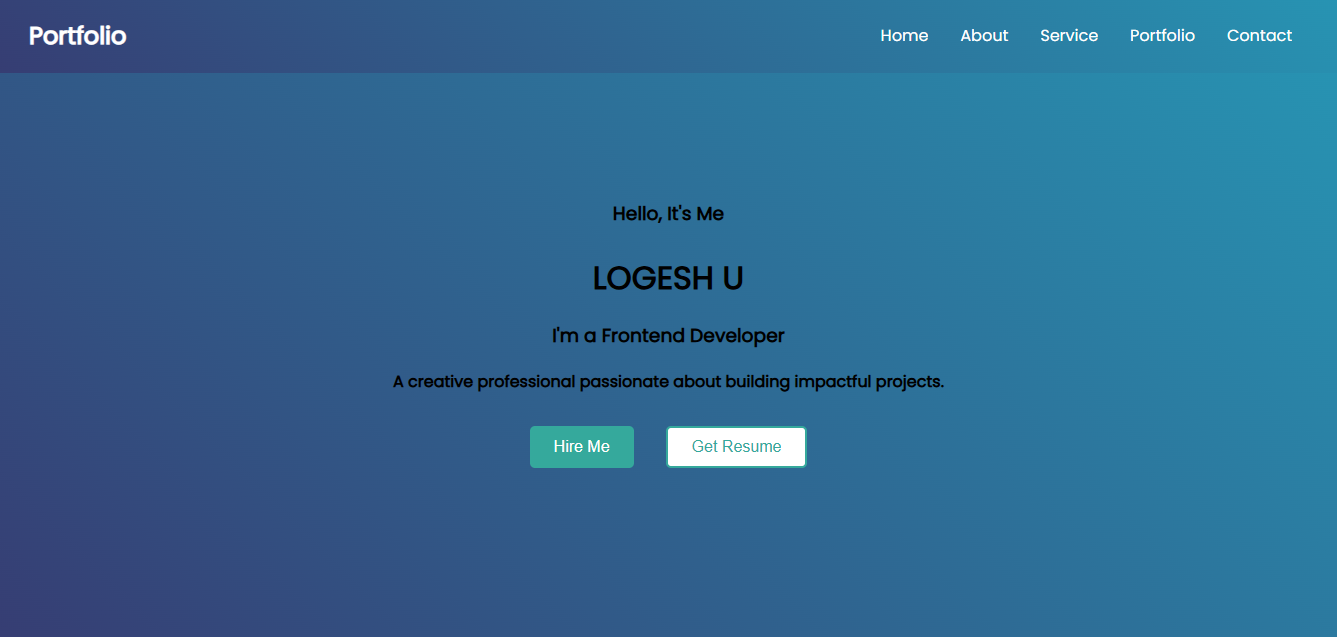 Portfolio
Home About Service Portfolio Contact
Hello, It's Me
LOGESH U
I'm a Frontend Developer
A creative professional passionate about building impactful projects.
Hire Me Get Resume